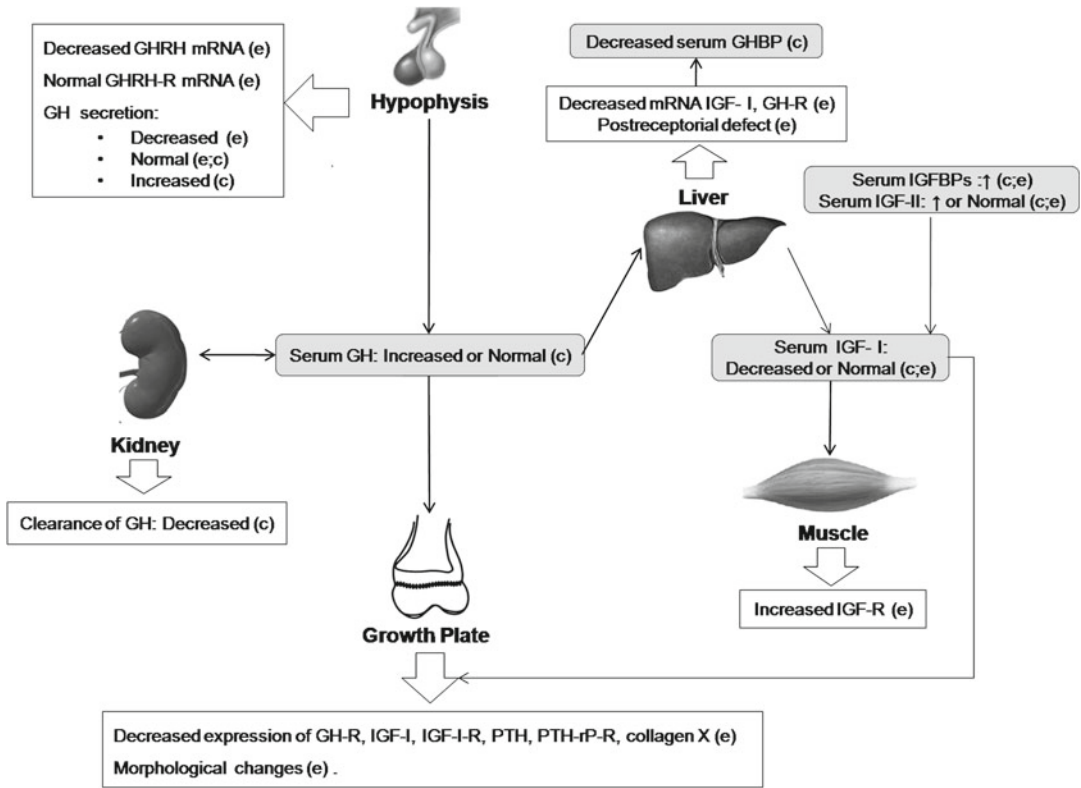 Decreased GHRH mRNA (e)
Normal GHRH-R mRNA (e)
GH secretion:
• Decreased (e)
• Normal (e;c)
• Increased (c)
Hypophysis
Decreased serum GHBP (c)
Decreased mRNA IGF- I, GH-R (e)
Postreceptorial defect (e)
Liver
Serum IGFBPs :↑ (c;e)
Serum IGF-II: ↑ or Normal (c;e)
Serum GH: Increased or Normal (c)
Serum IGF- I:
Decreased or Normal (c;e)
Kidney
Clearance of GH: Decreased (c)
Muscle
Increased IGF-R (e)
Growth Plate
Decreased expression of GH-R, IGF-I, IGF-I-R, PTH, PTH-rP-R, collagen X (e)
Morphological changes (e) .